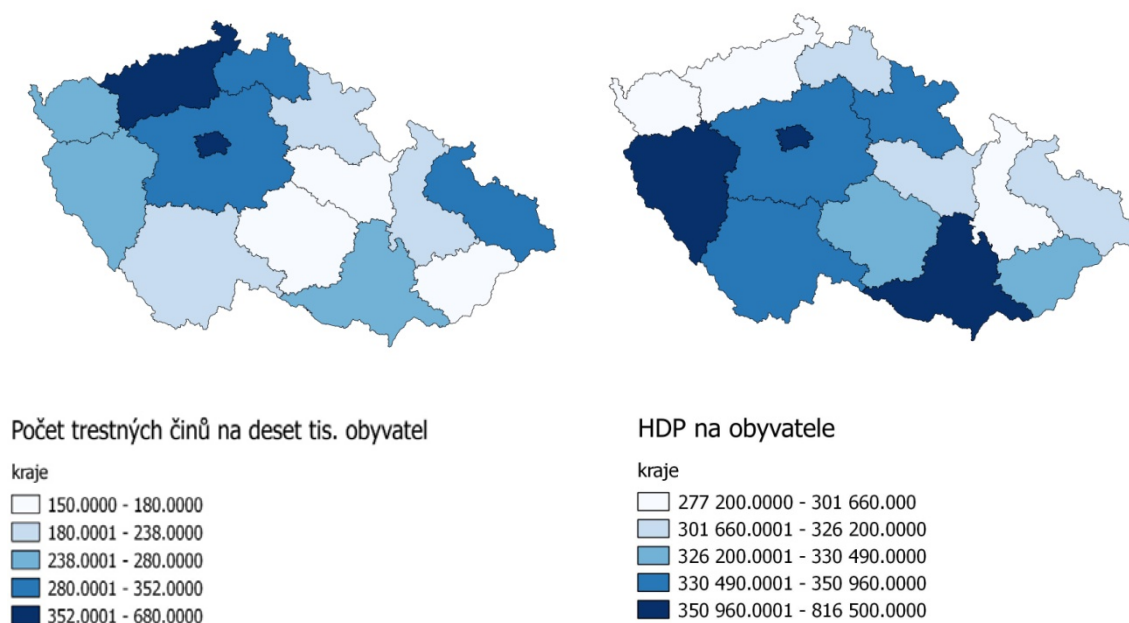 Počet trestných činů na deset tis. obyvatel
kraje
150.0000 - 180.0000
180.0001 - 238.0000
238.0001 - 280.0000
280.0001 - 352.0000
352.0001 - 680.0000
HDP na obyvatele
kraje
277 200.0000 - 301 660.000
301 660.0001 - 326 200.0000
326 200.0001 - 330 490.0000
330 490.0001 - 350 960.0000
350 960.0001 - 816 500.0000